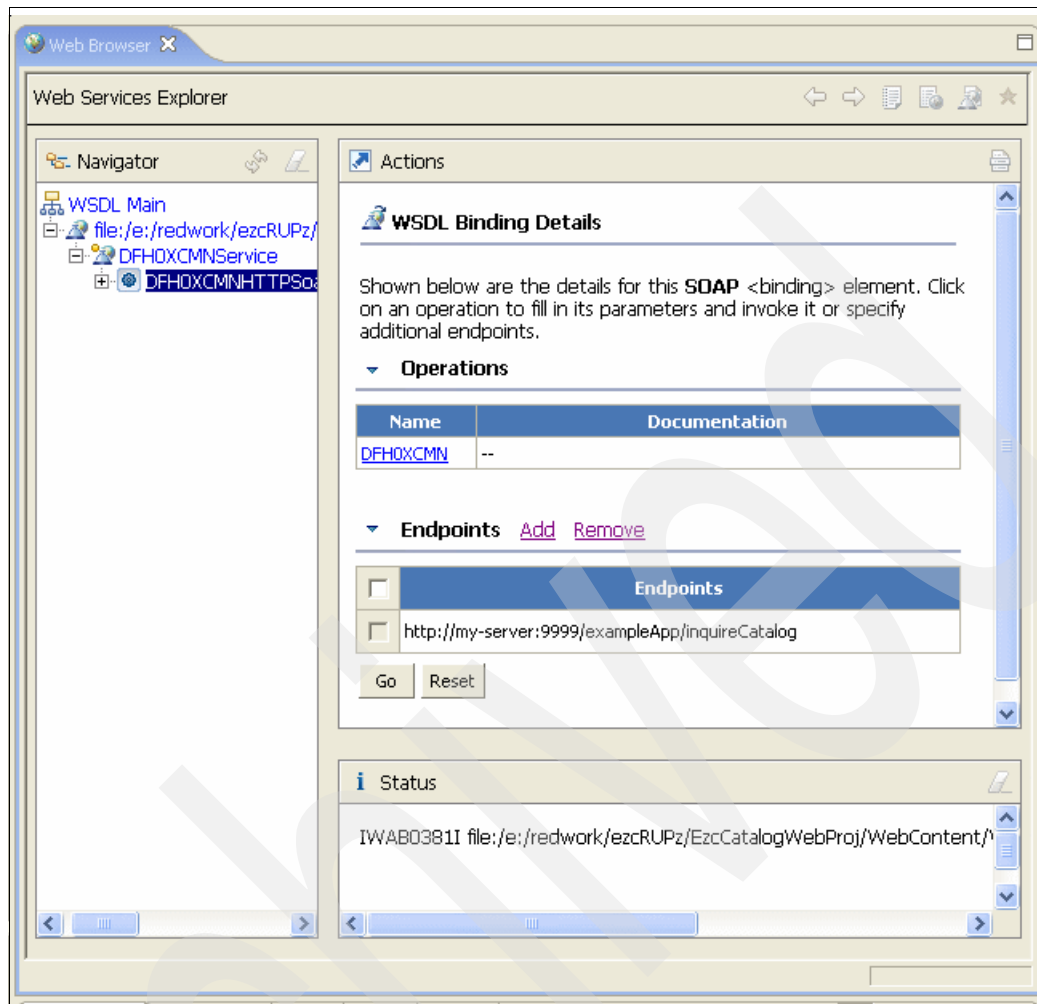 Web Browser
Web Services Explorer
Navigator
WSDL Main
file:/e:/redwork/ezcRUPz/
DFH0XCMNService
DFH0XCMNHTTPSoa
Actions
WSDL Binding Details
Shown below are the details for this SOAP <binding> element. Click
on an operation to fill in its parameters and invoke it or specify
additional endpoints.
Operations
Name Documentation
DFH0XCMN --
Endpoints Add Remove
Endpoints
http://my-server:9999/exampleApp/inquireCatalog
Go Reset
i Status
IWAB0381I file:/e:/redwork/ezcRUPz/EzcCatalogWebProj/WebContent/
hived